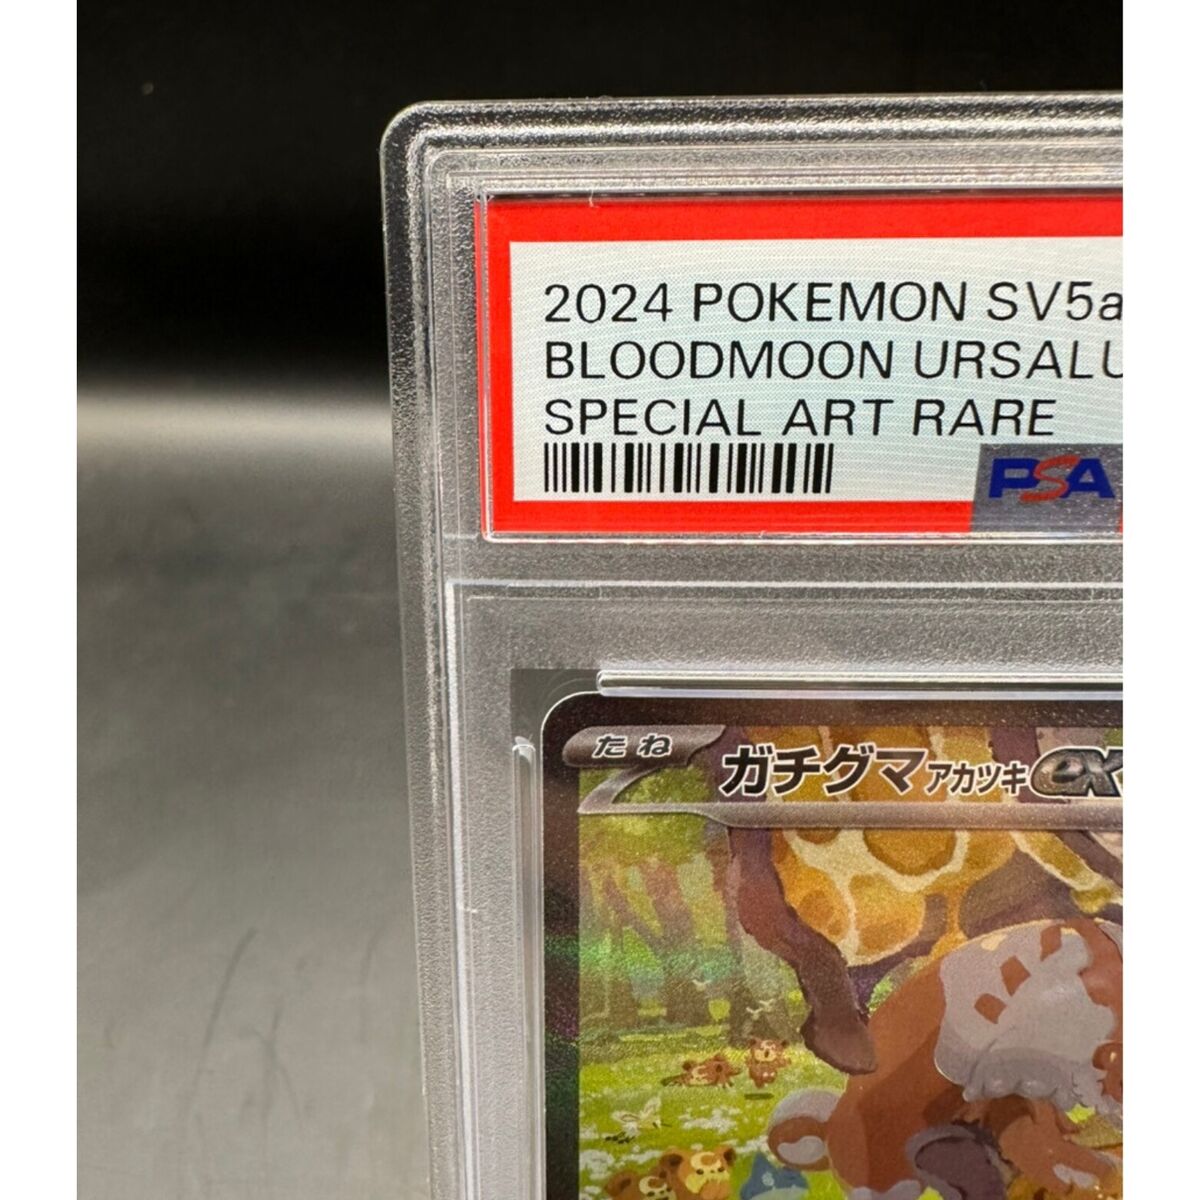 2024 POKEMON SV5a
BLOODMOON URSALU
SPECIAL ART RARE
PSA
たね
ガチグマ アカツキ ex